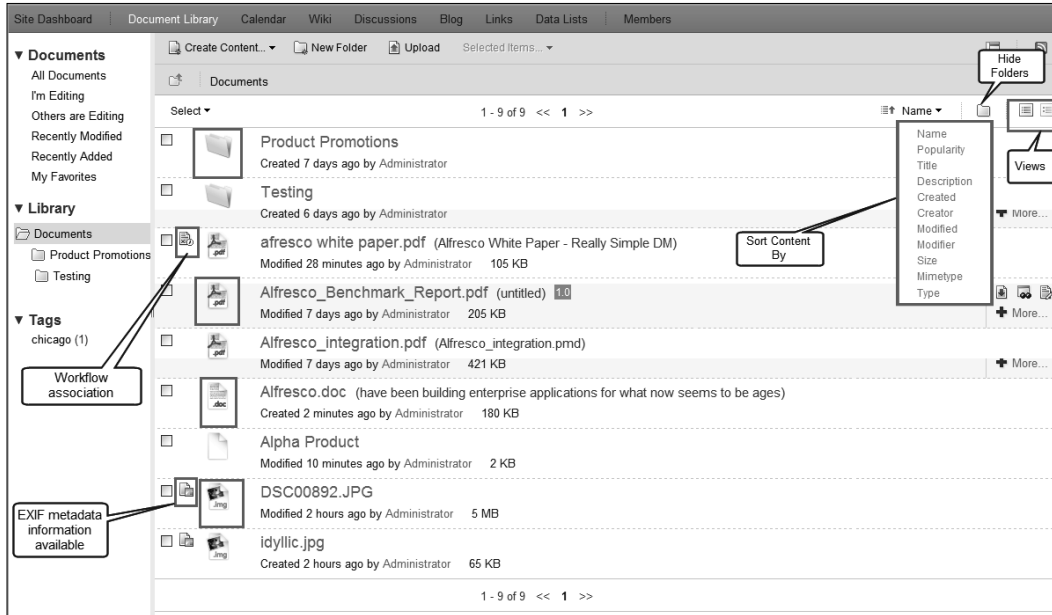 Site Dashboard Document Library Calendar Wiki Discussions Blog Links Data Lists Members
Documents
All Documents
I'm Editing
Others are Editing
Recently Modified
Recently Added
My Favorites
Library
Documents
Product Promotions
Testing
Tags
chicago (1)
Workflow
association
EXIF metadata
information
available
Create Content... New Folder Upload Selected Items...
Documents
Hide
Folders
Select 1 - 9 of 9 << 1 >> Name
Views
Name
Popularity
Title
Description
Created
Creator
Modified
Modifier
Size
Mimetype
Type
Sort Content
By
Product Promotions
Created 7 days ago by Administrator
Testing
Created 6 days ago by Administrator
More...
afresco white paper.pdf (Alfresco White Paper - Really Simple DM)
Modified 28 minutes ago by Administrator 105 KB
.pdf
Alfresco_Benchmark_Report.pdf (untitled) 1.0
Modified 7 days ago by Administrator 205 KB
.pdf
More...
Alfresco_integration.pdf (Alfresco_integration.pmd)
Modified 7 days ago by Administrator 421 KB
.pdf
More...
Alfresco.doc (have been building enterprise applications for what now seems to be ages)
Created 2 minutes ago by Administrator 180 KB
.doc
Alpha Product
Modified 10 minutes ago by Administrator 2 KB
DSC00892.JPG
Modified 2 hours ago by Administrator 5 MB
.img
idyllic.jpg
Created 2 hours ago by Administrator 65 KB
.img
1 - 9 of 9 << 1 >>